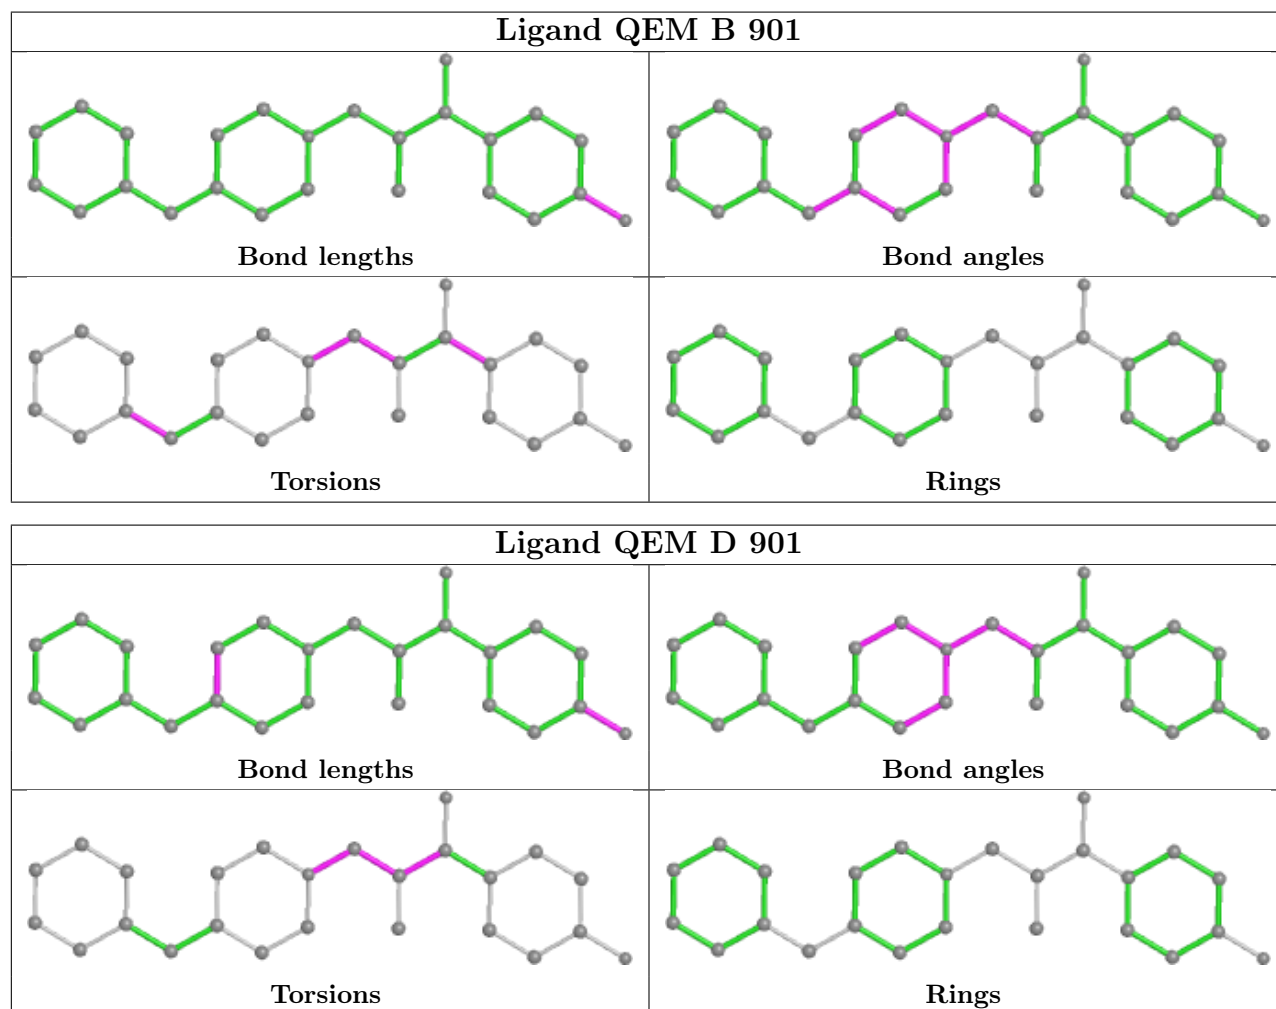 Ligand QEM B 901
Bond lengths
Bond angles
Torsions
Rings
Ligand QEM D 901
Bond lengths
Bond angles
Torsions
Rings